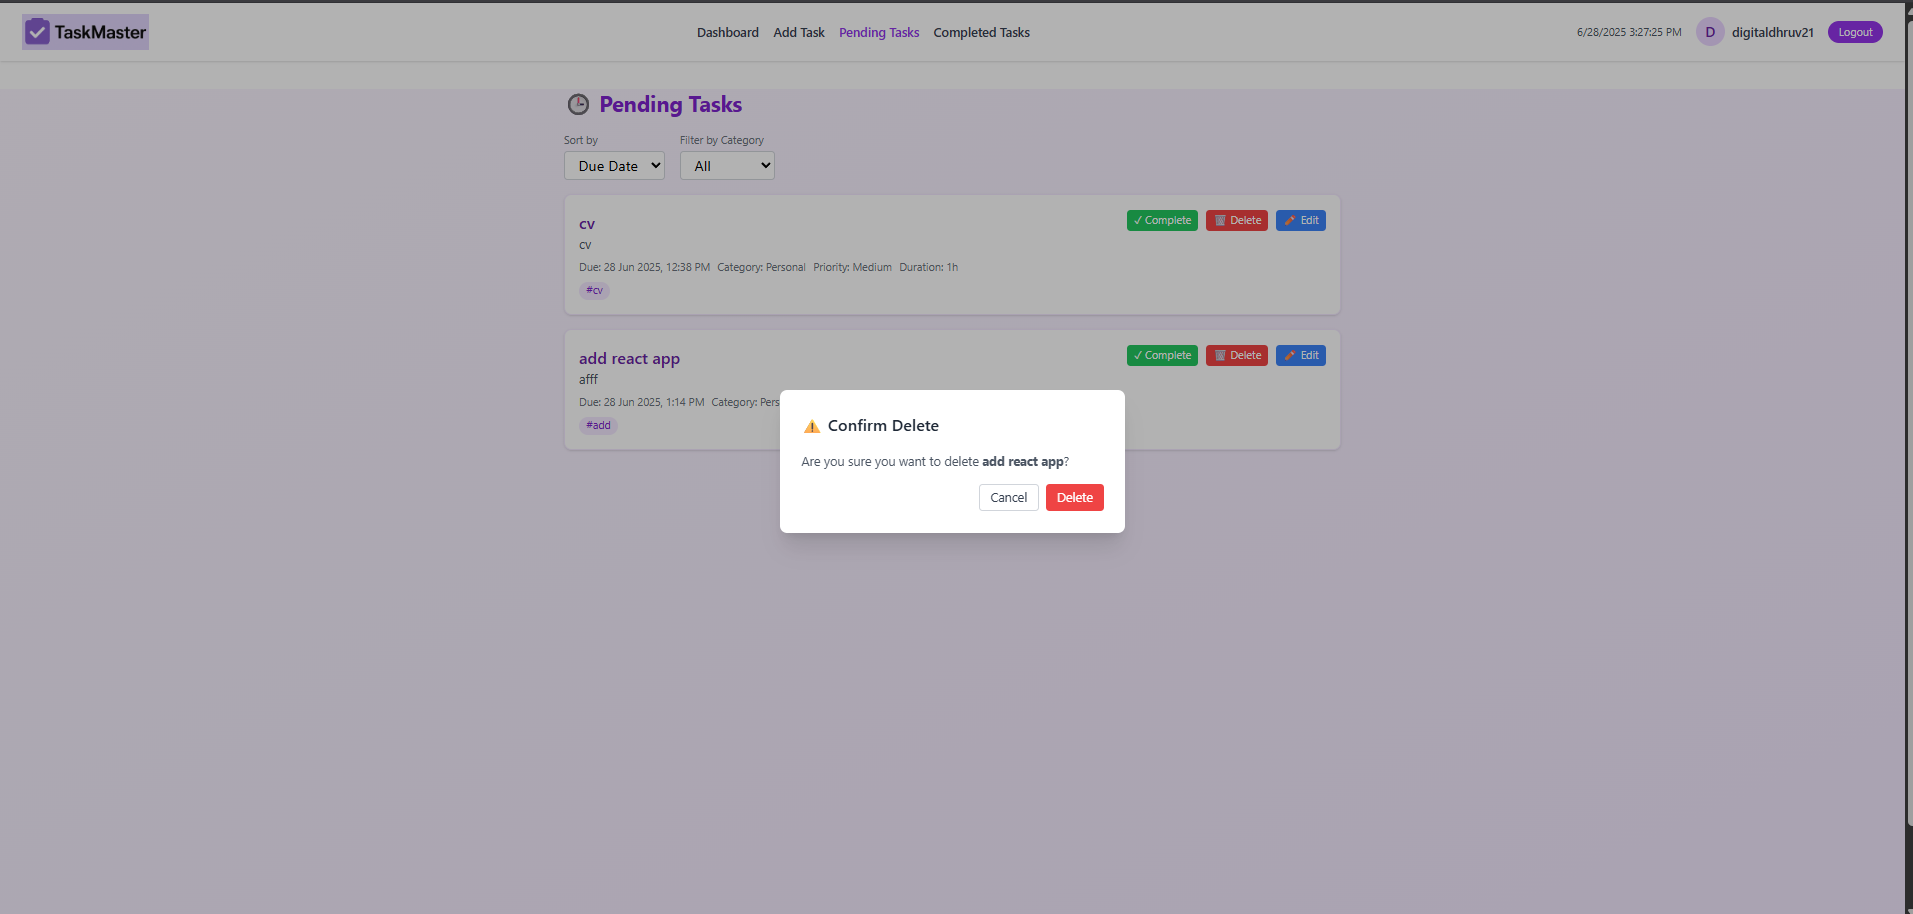 TaskMaster
Dashboard Add Task Pending Tasks Completed Tasks
6/28/2025 3:27:25 PM D digitaldhruv21 Logout
Pending Tasks
Sort by Filter by Category
Due Date All
cv ✓ Complete Delete Edit
cv
Due: 28 Jun 2025, 12:38 PM Category: Personal Priority: Medium Duration: 1h
#cv
add react app ✓ Complete Delete Edit
afff
Due: 28 Jun 2025, 1:14 PM Category: Pers
#add
Confirm Delete
Are you sure you want to delete add react app?
Cancel Delete